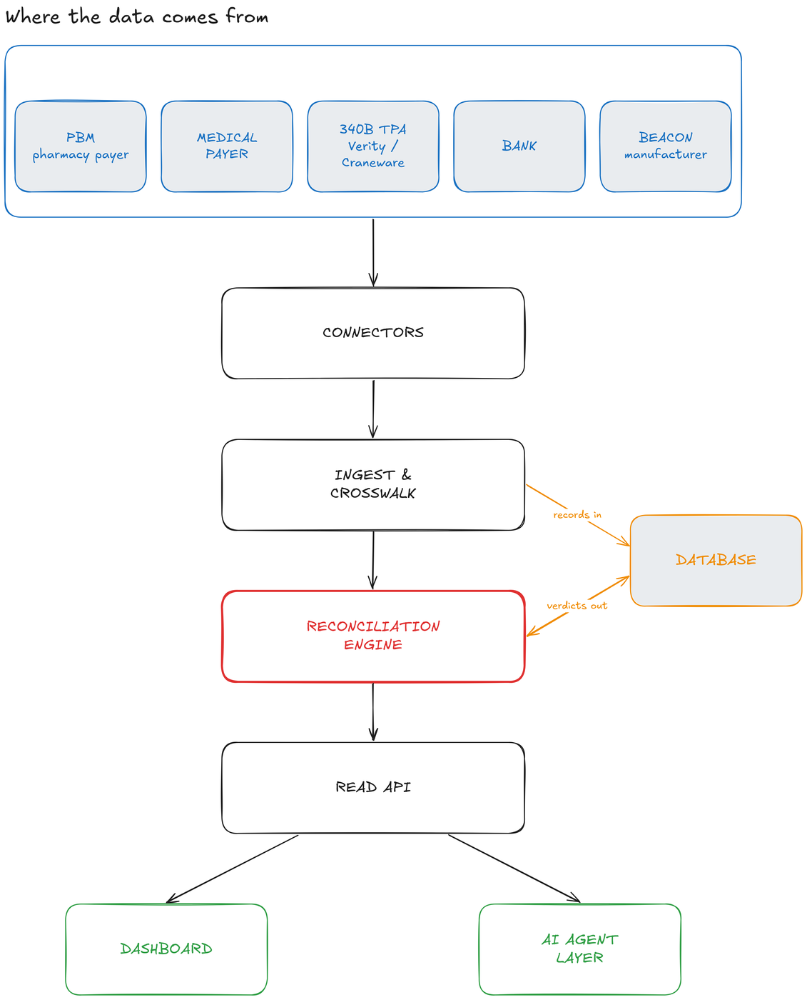 Where the data comes from
PBM
pharmacy payer
MEDICAL
PAYER
340B TPA
Verity /
Craneware
BANK
BEACON
manufacturer
CONNECTORS
INGEST &
CROSSWALK
records in
DATABASE
verdicts out
RECONCILIATION
ENGINE
READ API
DASHBOARD
AI AGENT
LAYER